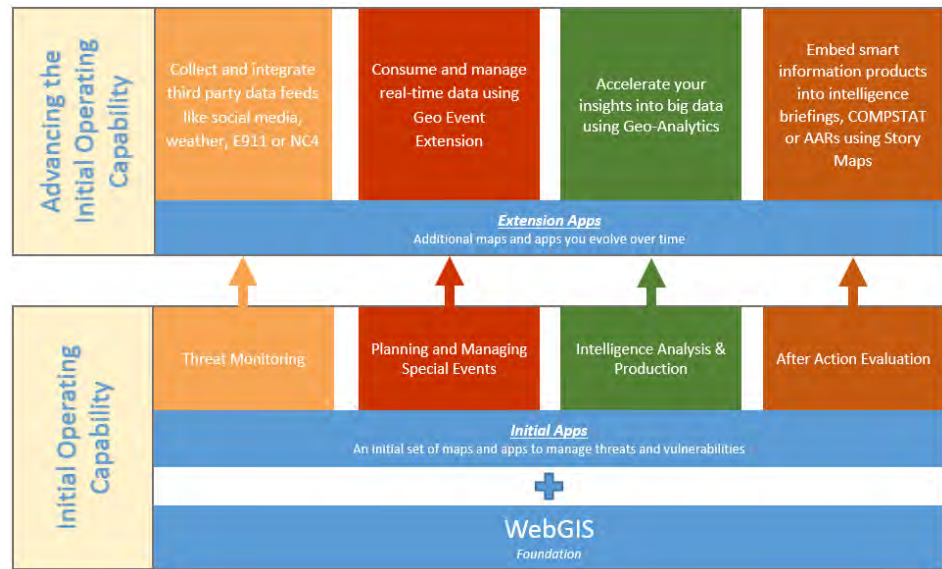 Advancing the
Initial Operating
Capability
Collect and integrate
third party data feeds
like social media,
weather, E911 or NC4
Consume and manage
real-time data using
Geo Event
Extension
Accelerate your
insights into big data
using Geo-Analytics
Embed smart
information products
into intelligence
briefings, COMPSTAT
or AARs using Story
Maps
Extension Apps
Additional maps and apps you evolve over time
Initial Operating
Capability
Threat Monitoring
Planning and Managing
Special Events
Intelligence Analysis &
Production
After Action Evaluation
Initial Apps
An initial set of maps and apps to manage threats and vulnerabilities
WebGIS
Foundation